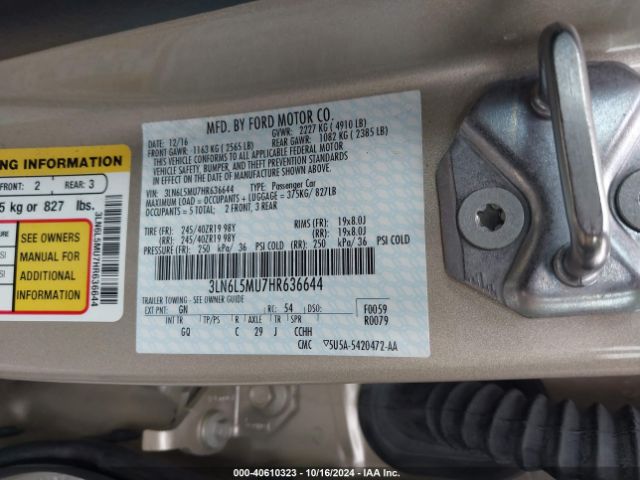 MFD. BY FORD MOTOR CO.
DATE: 12/16 GVWR: 2227 KG ( 4910 LB)
FRONT GAWR: 1163 KG ( 2565 LB) REAR GAWR: 1082 KG ( 2385 LB)
THIS VEHICLE CONFORMS TO ALL APPLICABLE FEDERAL MOTOR
VEHICLE SAFETY, BUMPER, AND THEFT PREVENTION STANDARDS IN
EFFECT ON THE DATE OF MANUFACTURE SHOWN ABOVE.
VIN: 3LN6L5MU7HR636644 TYPE: Passenger Car
MAXIMUM LOAD = OCCUPANTS + LUGGAGE = 375KG/ 827LB
OCCUPANTS = 5 TOTAL: 2 FRONT, 3 REAR
TIRE (FR): 245/40ZR19 98Y RIMS (FR): 19x8.0J
(RR): 245/40ZR19 98Y (RR): 19x8.0J
PRESSURE (FR): 250 kPa/ 36 PSI COLD (RR): 250 kPa/ 36 PSI COLD
3LN6L5MU7HR636644
TRAILER TOWING - SEE OWNER GUIDE
EXT PNT: GN RC: 54 DSO: F0059
INT TR TP/PS R AXLE TR SPR R0079
GQ C 29 J CCHH
CMC ▽5U5A-5420472-AA
NG INFORMATION
FRONT: 2 REAR: 3
5 kg or 827 lbs.
SEE OWNERS
MANUAL FOR
ADDITIONAL
INFORMATION
3LN6L5MU7HR636644
000-40610323 - 10/16/2024 - IAA Inc.